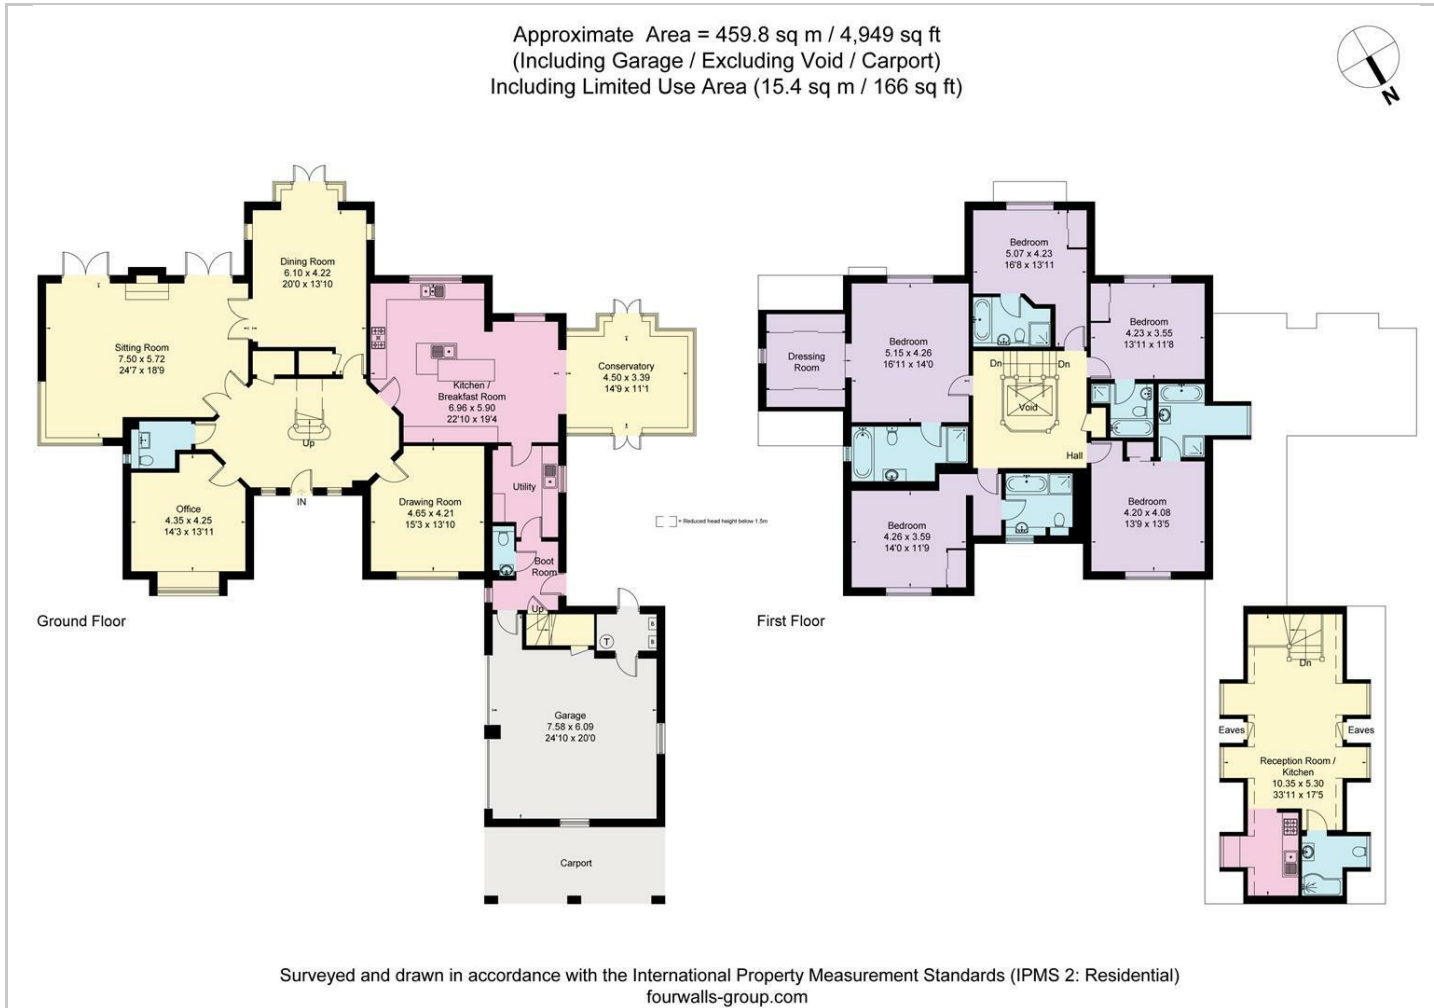 Approximate Area = 459.8 sq m / 4,949 sq ft
(Including Garage / Excluding Void / Carport)
Including Limited Use Area (15.4 sq m / 166 sq ft)
N
Dining Room
6.10 x 4.22
20'0 x 13'10
Sitting Room
7.50 x 5.72
24'7 x 18'9
Kitchen /
Breakfast Room
6.96 x 5.90
22'10 x 19'4
Conservatory
4.50 x 3.39
14'9 x 11'1
Up
IN
Office
4.35 x 4.25
14'3 x 13'11
Drawing Room
4.65 x 4.21
15'3 x 13'10
Utility
Boot
Room
Up
T
B
B
Garage
7.58 x 6.09
24'10 x 20'0
Carport
Ground Floor
= Reduced head height below 1.5m
Bedroom
5.07 x 4.23
16'8 x 13'11
Bedroom
4.23 x 3.55
13'11 x 11'8
Dressing
Room
Bedroom
5.15 x 4.26
16'11 x 14'0
Dn
Dn
Void
Hall
Bedroom
4.26 x 3.59
14'0 x 11'9
Bedroom
4.20 x 4.08
13'9 x 13'5
First Floor
Dn
Eaves
Eaves
Reception Room /
Kitchen
10.35 x 5.30
33'11 x 17'5
Surveyed and drawn in accordance with the International Property Measurement Standards (IPMS 2: Residential)
fourwalls-group.com